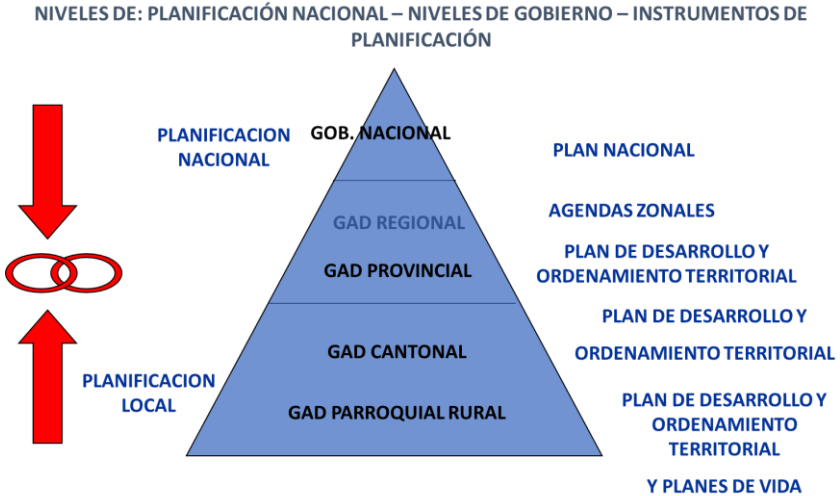 NIVELES DE: PLANIFICACIÓN NACIONAL – NIVELES DE GOBIERNO – INSTRUMENTOS DE
PLANIFICACIÓN
PLANIFICACION
NACIONAL
GOB. NACIONAL
PLAN NACIONAL
GAD REGIONAL
AGENDAS ZONALES
GAD PROVINCIAL
PLAN DE DESARROLLO Y
ORDENAMIENTO TERRITORIAL
PLANIFICACION
LOCAL
GAD CANTONAL
PLAN DE DESARROLLO Y
ORDENAMIENTO TERRITORIAL
GAD PARROQUIAL RURAL
PLAN DE DESARROLLO Y
ORDENAMIENTO
TERRITORIAL
Y PLANES DE VIDA